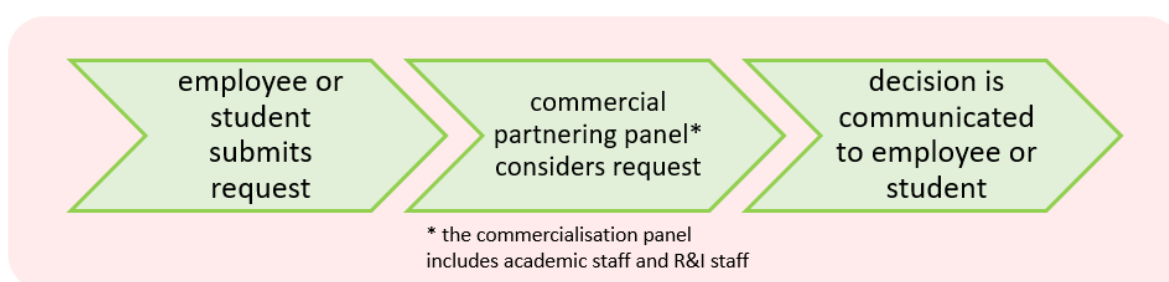 employee or
student
submits
request
commercial
partnering panel*
considers request
decision is
communicated
to employee or
student
* the commercialisation panel
includes academic staff and R&I staff